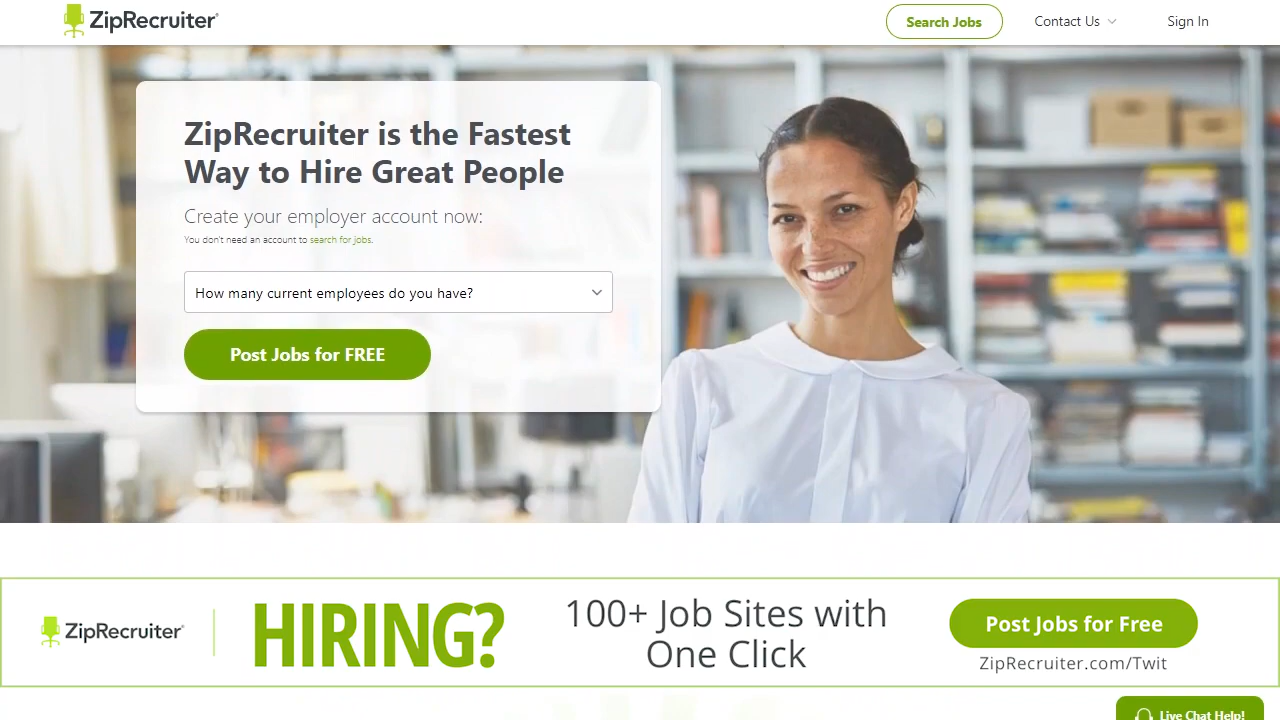 ZipRecruiter®
Search Jobs
Contact Us
Sign In
ZipRecruiter is the Fastest
Way to Hire Great People
Create your employer account now:
You don't need an account to search for jobs.
How many current employees do you have?
Post Jobs for FREE
ZipRecruiter®
HIRING?
100+ Job Sites with
One Click
Post Jobs for Free
ZipRecruiter.com/Twit
Live Chat Help!